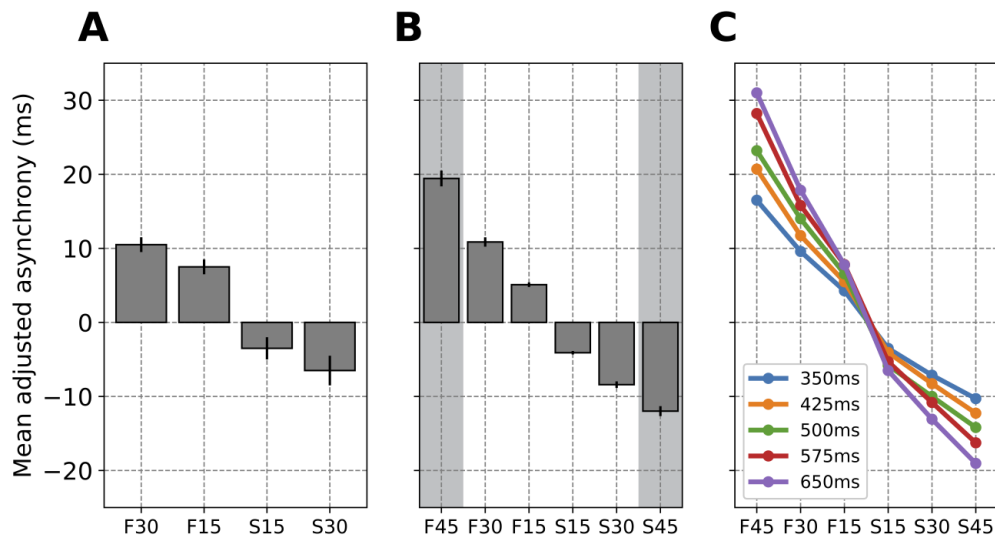 A
B
C
Mean adjusted asynchrony (ms)
30
20
10
0
−10
−20
F30 F15 S15 S30
F45 F30 F15 S15 S30 S45
350ms
425ms
500ms
575ms
650ms
F45 F30 F15 S15 S30 S45